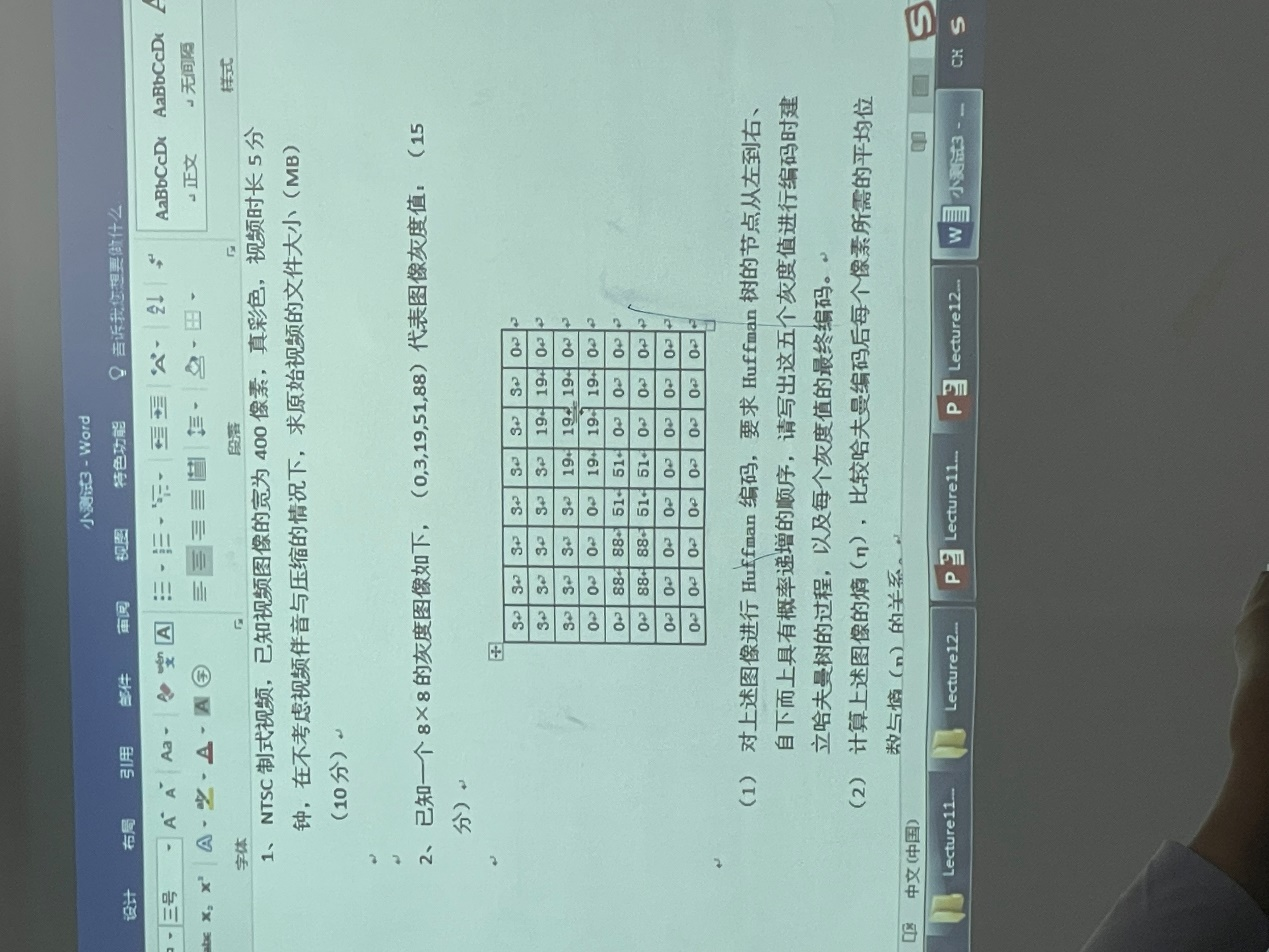 小测试3 - Word
设计 布局 引用 邮件 审阅 视图 特色功能 告诉我您想要做什么
三号 Aa
abc X₂ X² A
AaBbCcDd AaBbCcDd
正文 无间隔
字体 段落 样式
1、 NTSC 制式视频，已知视频图像的宽为 400 像素，真彩色，视频时长 5 分
钟，在不考虑视频伴音与压缩的情况下，求原始视频的文件大小（MB）
（10 分）
2、 已知一个 8×8 的灰度图像如下，（0,3,19,51,88）代表图像灰度值：（15
分）
3 3 3 3 3 3 3 0
3 3 3 3 3 19 19 0
3 3 3 3 19 19 19 0
0 0 0 0 19 19 19 0
0 88 88 51 51 0 0 0
0 88 88 51 51 0 0 0
0 0 0 0 0 0 0 0
0 0 0 0 0 0 0 0
（1） 对上述图像进行 Huffman 编码，要求 Huffman 树的节点从左到右、
自下而上具有概率递增的顺序，请写出这五个灰度值进行编码时建
立哈夫曼树的过程，以及每个灰度值的最终编码。
（2） 计算上述图像的熵（η），比较哈夫曼编码后每个像素所需的平均位
数与熵（η）的关系。
中文(中国)
Lecture11... Lecture12... Lecture11... Lecture12... 小测试3 - ... CH